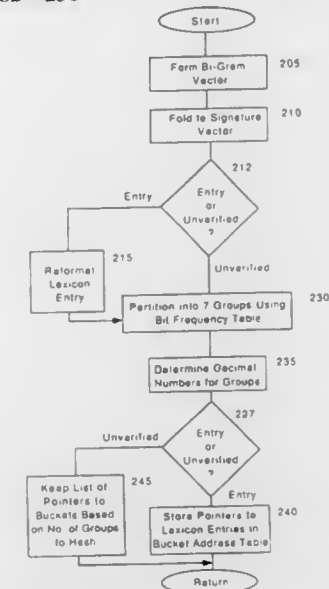 Start
Form Bi-Gram
Vector
205
Fold to Signature
Vector
210
212
Entry
or
Unverified
?
Entry
Unverified
215
Reformat
Lexicon
Entry
230
Partition into 7 Groups Using
Bit Frequency Table
235
Determine Decimal
Numbers for Groups
237
Unverified
Entry
or
Unverified
?
Entry
245
Keep List of
Pointers to
Buckets Based
on No. of Groups
to Hash
240
Store Pointers to
Lexicon Entries in
Bucket Address Table
Return